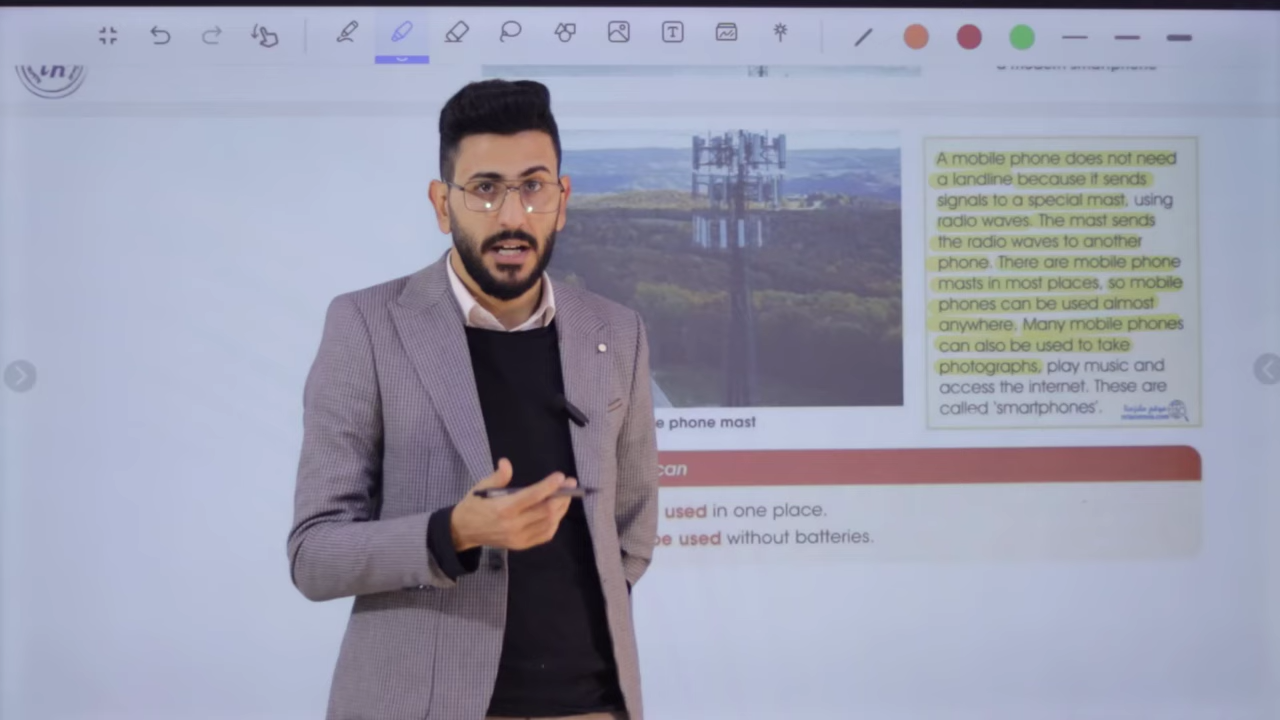 a modern smartphone
A mobile phone does not need
a landline because it sends
signals to a special mast, using
radio waves. The mast sends
the radio waves to another
phone. There are mobile phone
masts in most places, so mobile
phones can be used almost
anywhere. Many mobile phones
can also be used to take
photographs, play music and
access the internet. These are
called 'smartphones'.
e phone mast
can
used in one place.
be used without batteries.